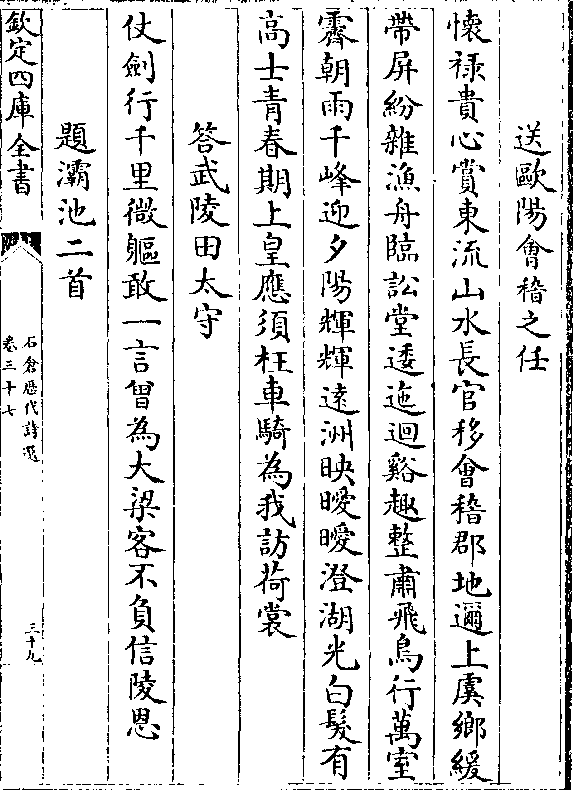 送歐陽會稽之任
懷祿貴心賞東流山水長官移會稽郡地邇上虞鄉緩
帶屏紛雜漁舟臨訟堂逶迤迴谿趣整肅飛鳥行萬室
霽朝雨千峰迎夕陽輝輝遠洲映曖曖澄湖光白髮有
高士青春期上皇應須枉車騎為我訪荷裳
答武陵田太守
仗劍行千里微軀敢一言曾為大梁客不負信陵恩
題灞池二首
欽定四庫全書
石倉歷代詩選
卷三十七
三十九